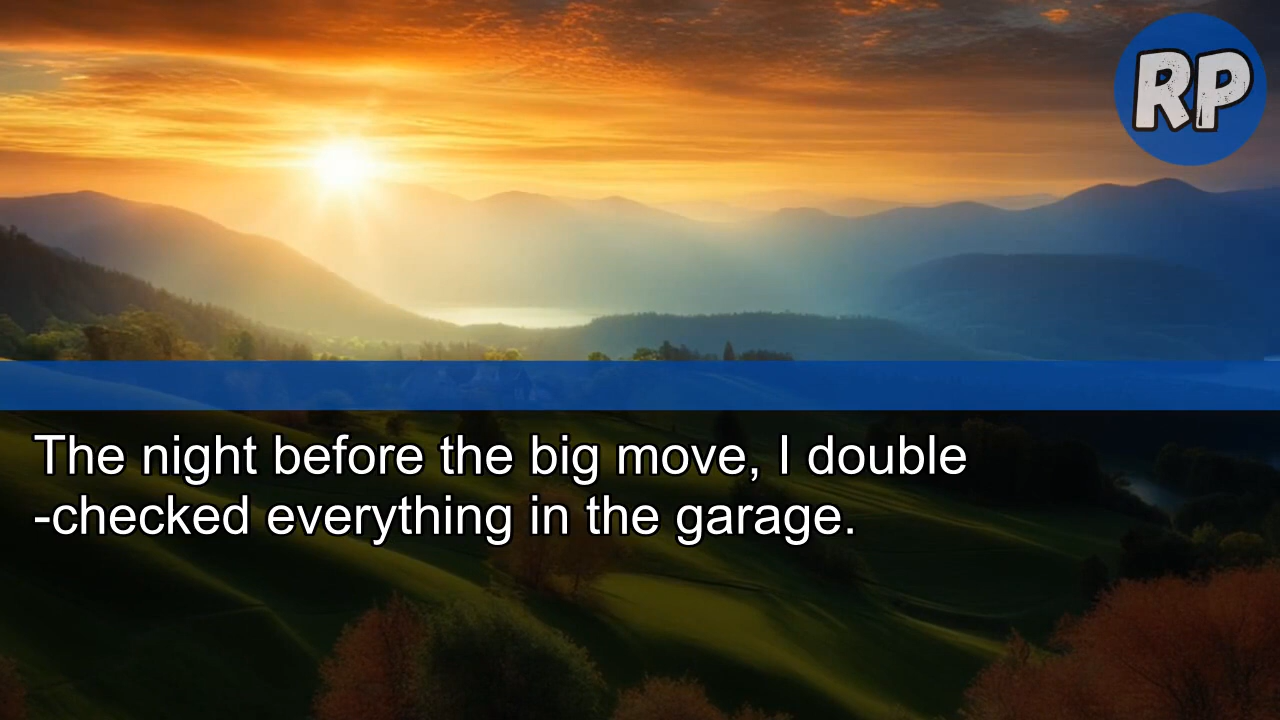 RP
The night before the big move, I double
-checked everything in the garage.